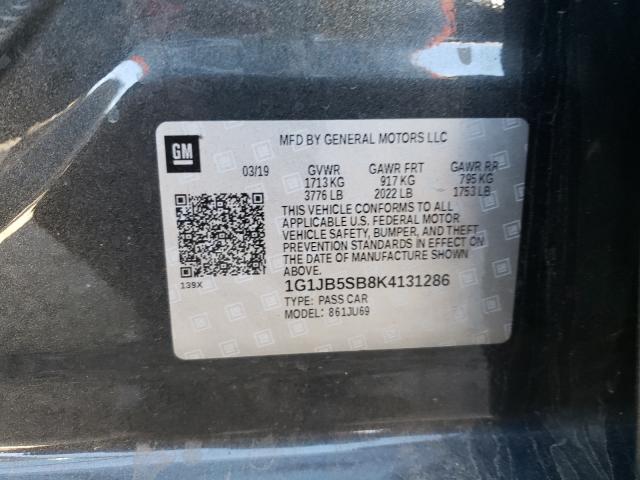 GM
MFD BY GENERAL MOTORS LLC
03/19 GVWR GAWR FRT GAWR RR
1713 KG 917 KG 795 KG
3776 LB 2022 LB 1753 LB
THIS VEHICLE CONFORMS TO ALL
APPLICABLE U.S. FEDERAL MOTOR
VEHICLE SAFETY, BUMPER, AND THEFT
PREVENTION STANDARDS IN EFFECT ON
THE DATE OF MANUFACTURE SHOWN
ABOVE.
139X
1G1JB5SB8K4131286
TYPE: PASS CAR
MODEL: 861JU69